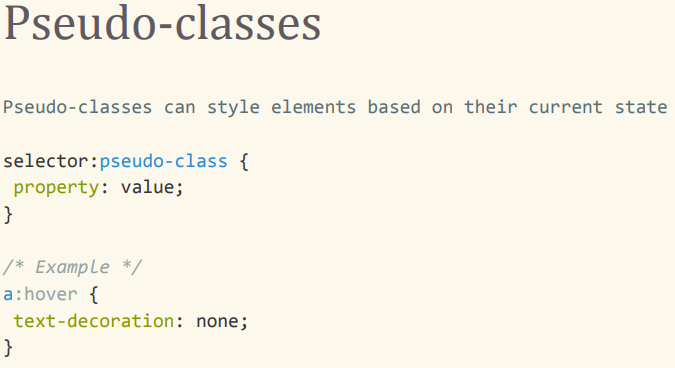 Pseudo-classes
Pseudo-classes can style elements based on their current state
selector:pseudo-class {
 property: value;
}
/* Example */
a:hover {
 text-decoration: none;
}